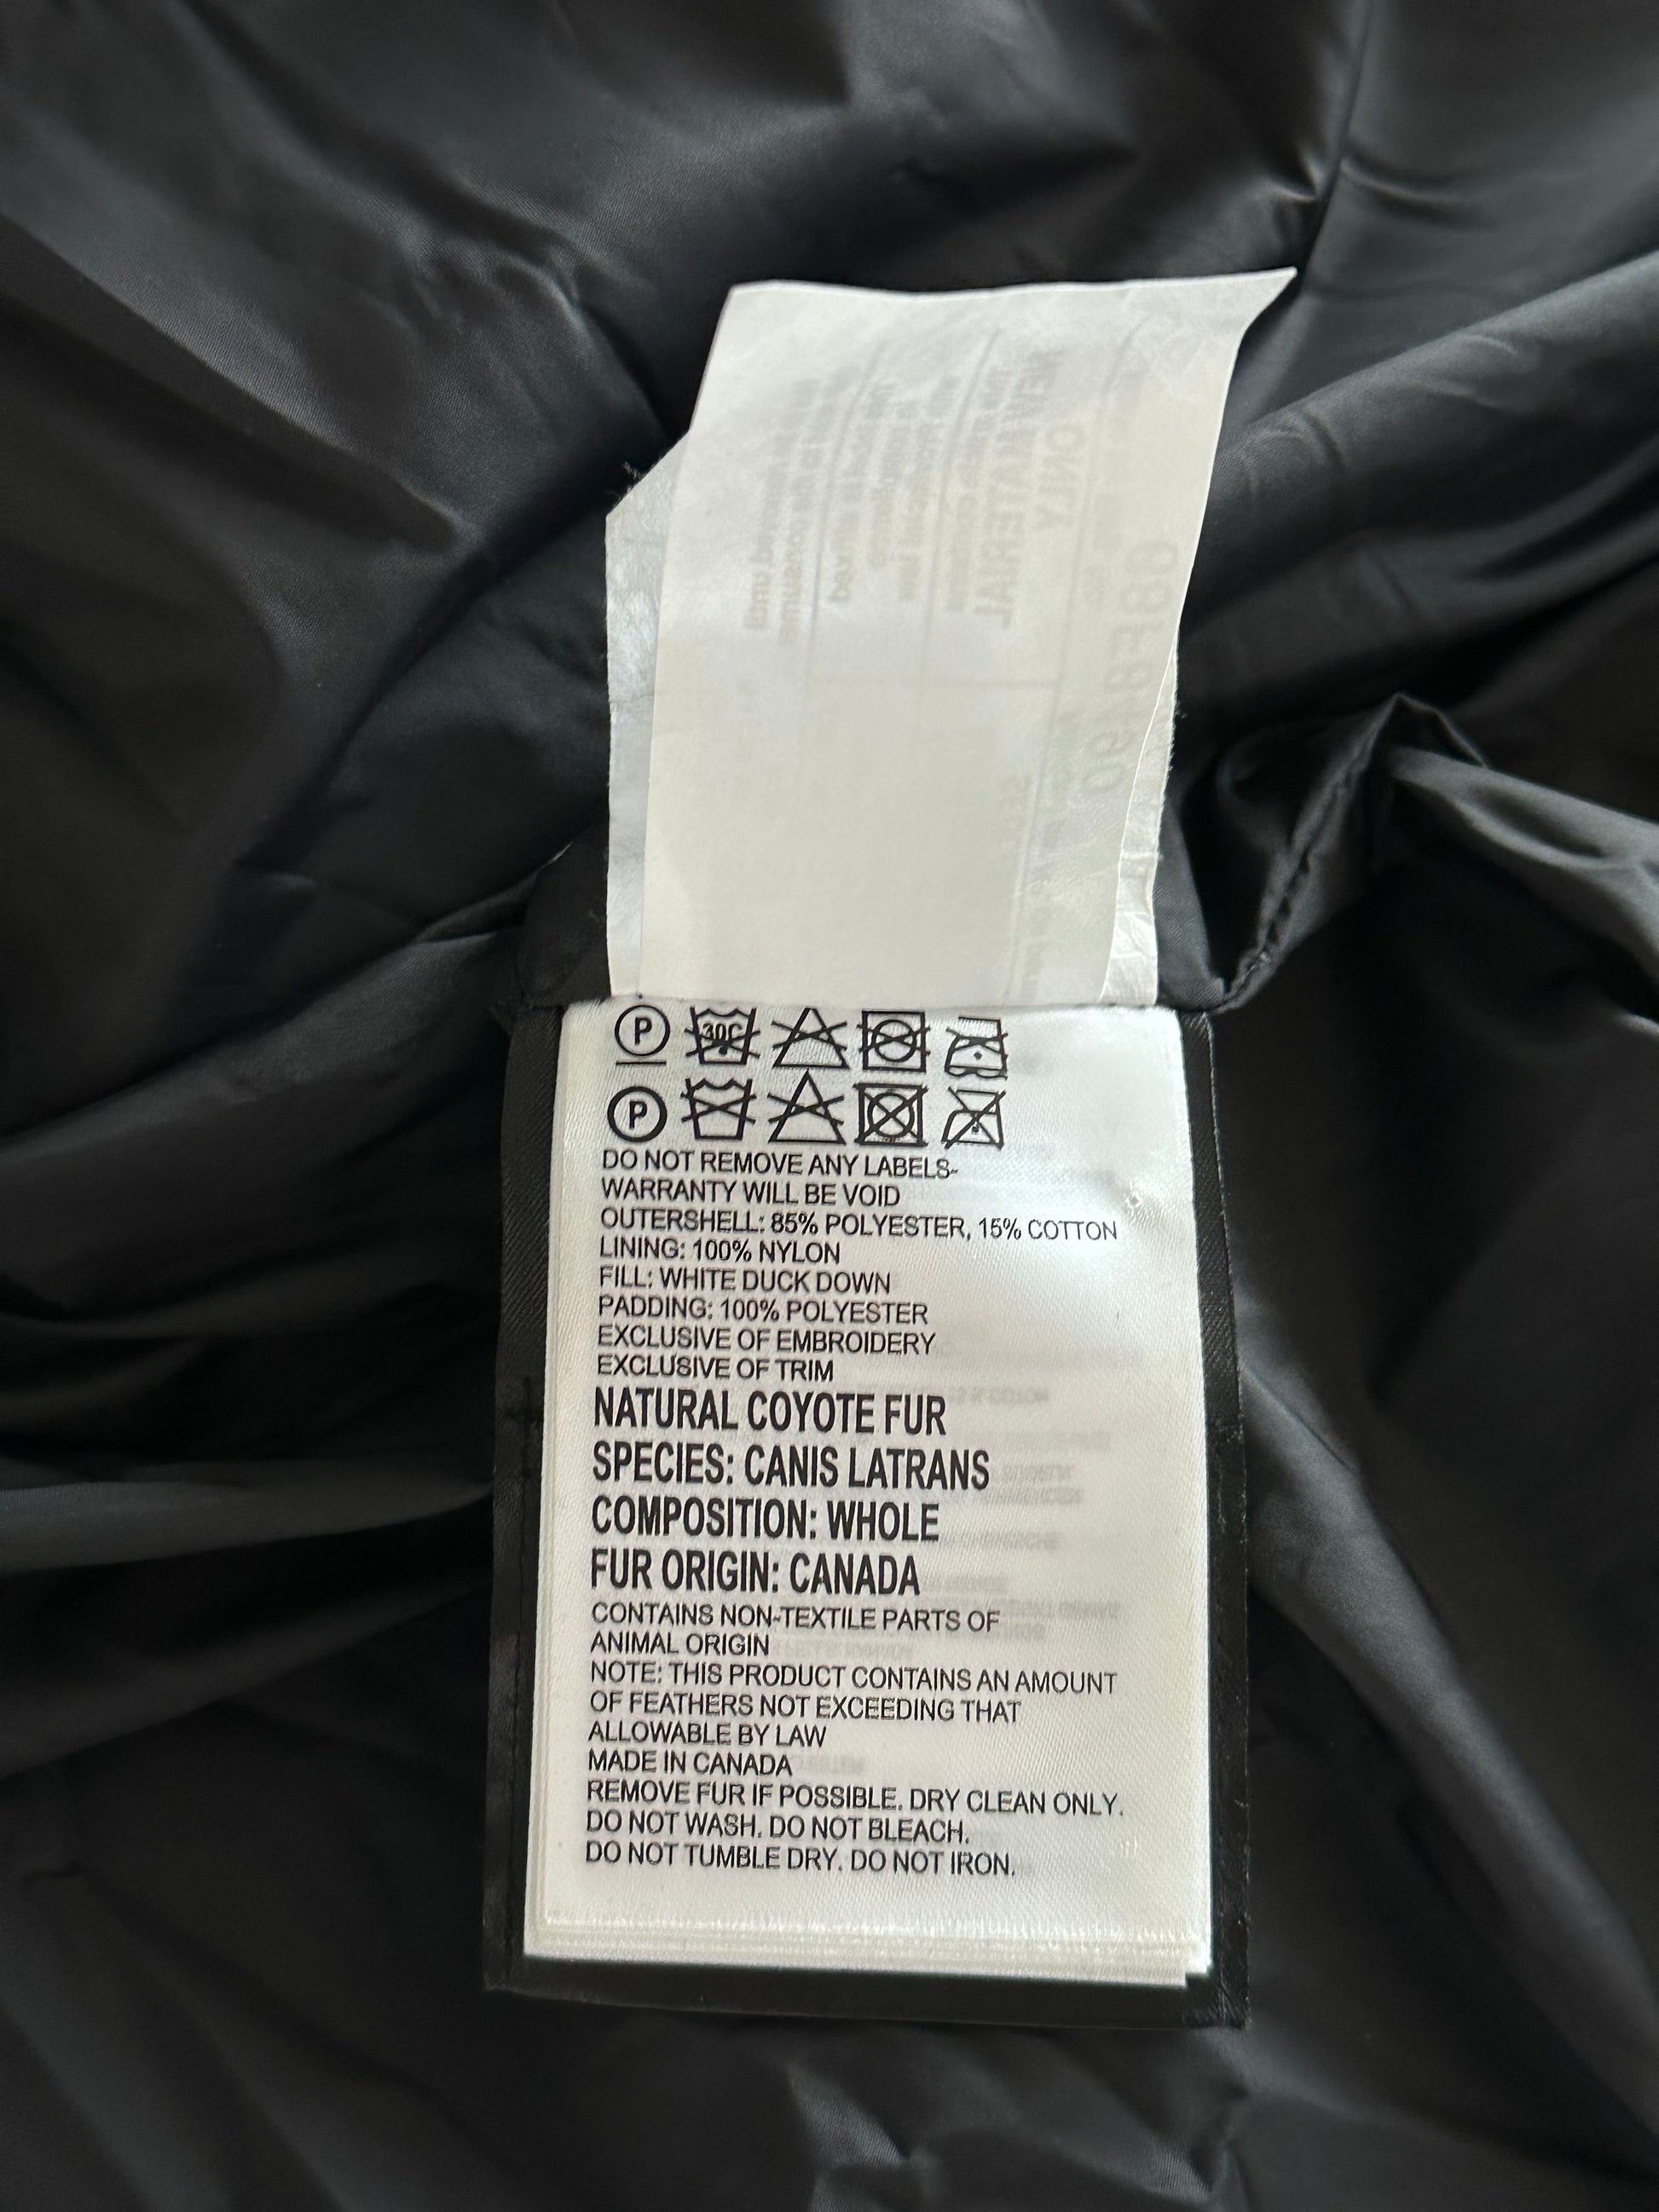 P 30C
P
DO NOT REMOVE ANY LABELS-
WARRANTY WILL BE VOID
OUTERSHELL: 85% POLYESTER, 15% COTTON
LINING: 100% NYLON
FILL: WHITE DUCK DOWN
PADDING: 100% POLYESTER
EXCLUSIVE OF EMBROIDERY
EXCLUSIVE OF TRIM
NATURAL COYOTE FUR
SPECIES: CANIS LATRANS
COMPOSITION: WHOLE
FUR ORIGIN: CANADA
CONTAINS NON-TEXTILE PARTS OF
ANIMAL ORIGIN
NOTE: THIS PRODUCT CONTAINS AN AMOUNT
OF FEATHERS NOT EXCEEDING THAT
ALLOWABLE BY LAW
MADE IN CANADA
REMOVE FUR IF POSSIBLE. DRY CLEAN ONLY.
DO NOT WASH. DO NOT BLEACH.
DO NOT TUMBLE DRY. DO NOT IRON.